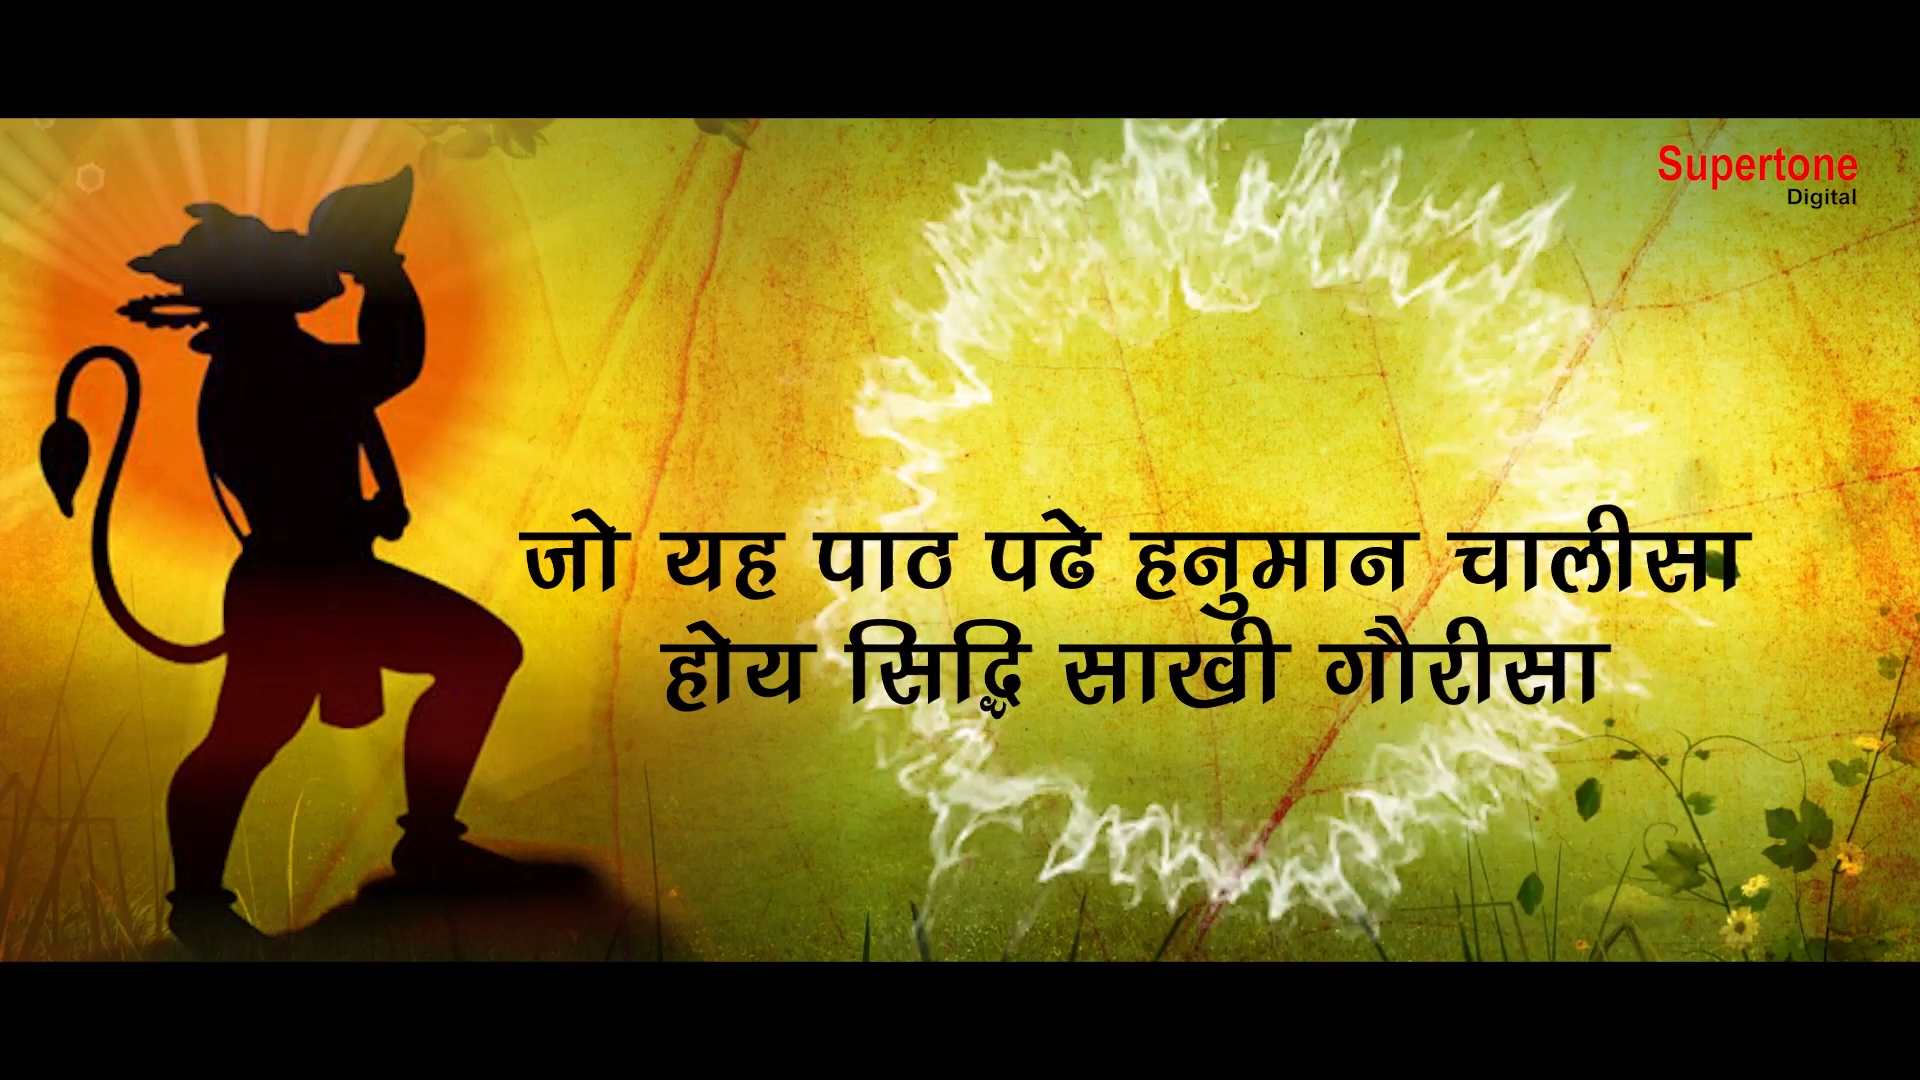 Supertone
Digital
जो यह पाठ पढे हनुमान चालीसा
होय सिद्धि साखी गौरीसा